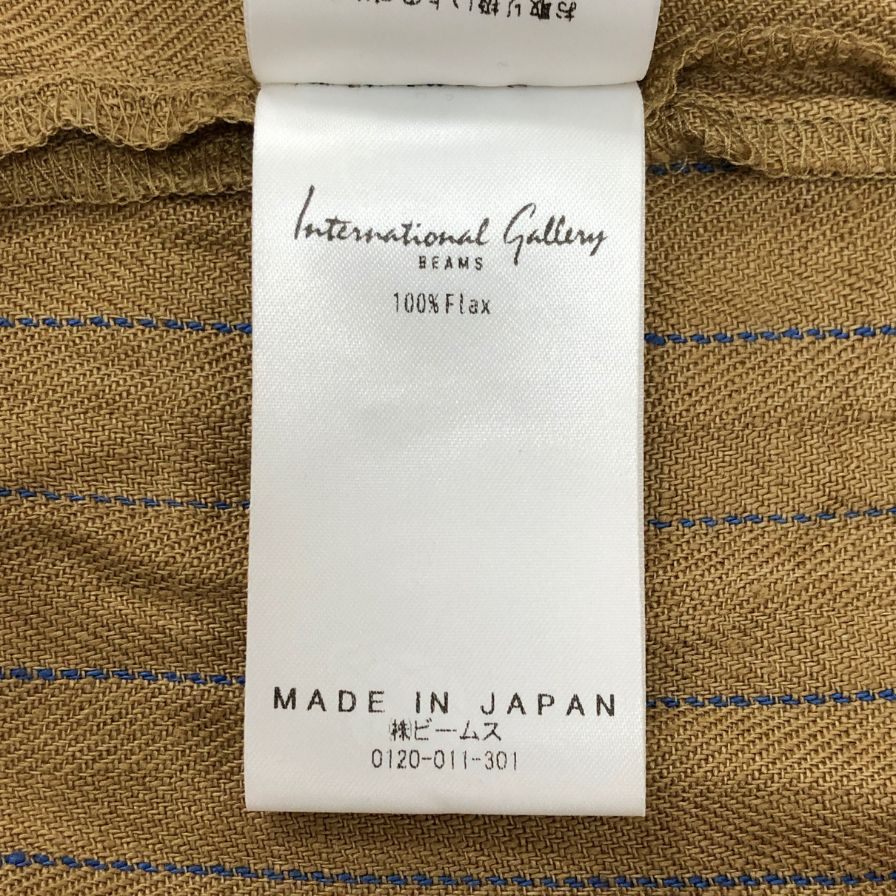 International Gallery
BEAMS
100% Flax
MADE IN JAPAN
㈱ビームス
0120-011-301